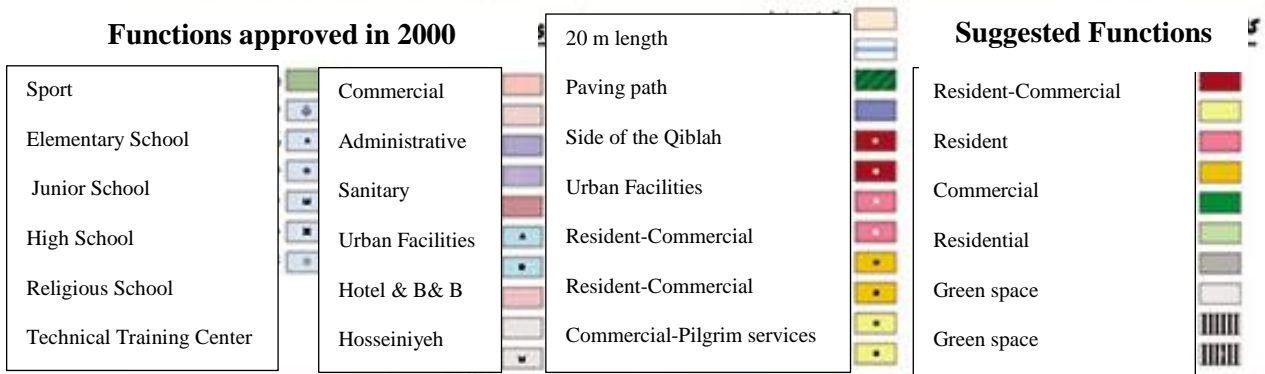 Functions approved in 2000
Sport
Elementary School
Junior School
High School
Religious School
Technical Training Center
Commercial
Administrative
Sanitary
Urban Facilities
Hotel & B& B
Hosseiniyeh
20 m length
Paving path
Side of the Qiblah
Urban Facilities
Resident-Commercial
Resident-Commercial
Commercial-Pilgrim services
Suggested Functions
Resident-Commercial
Resident
Commercial
Residential
Green space
Green space